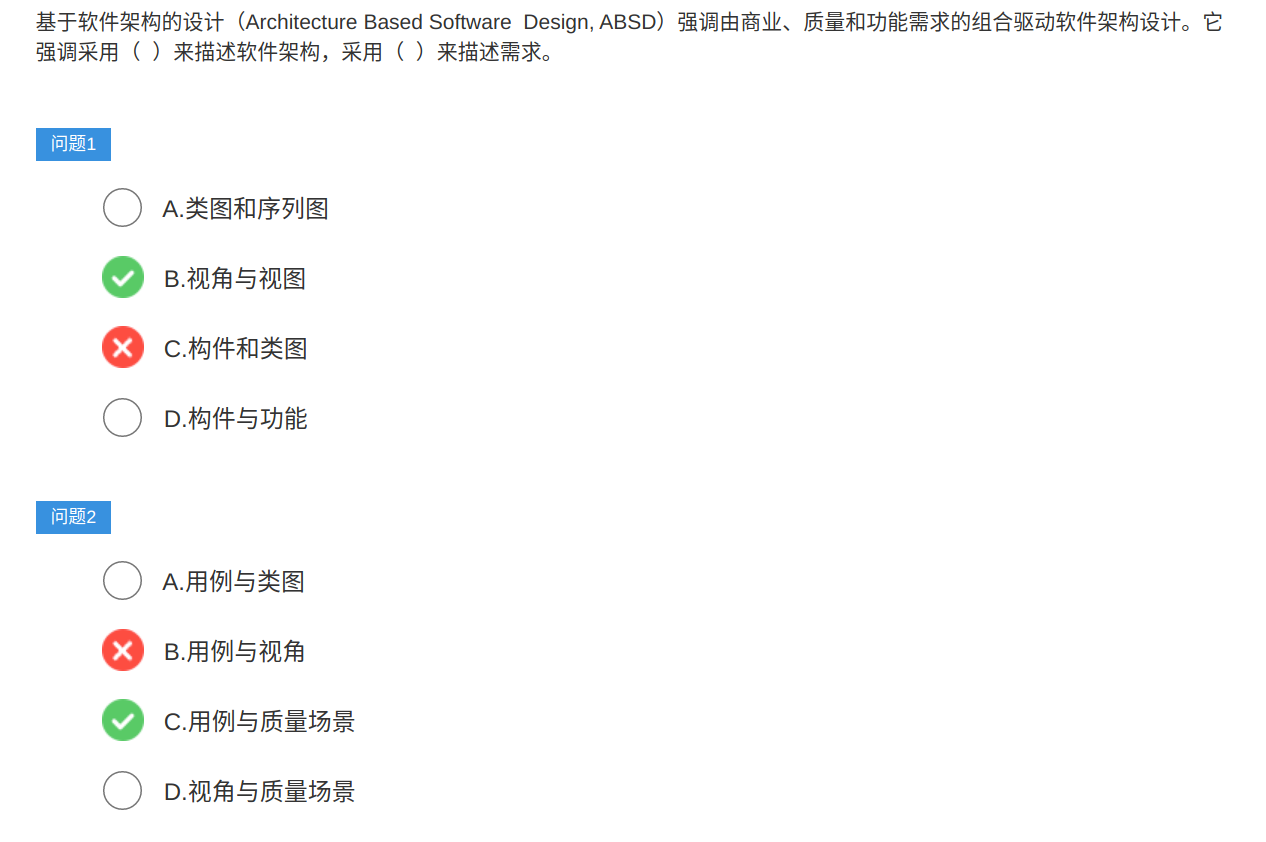 基于软件架构的设计（Architecture Based Software  Design, ABSD）强调由商业、质量和功能需求的组合驱动软件架构设计。它
强调采用（  ）来描述软件架构，采用（  ）来描述需求。
问题1
A.类图和序列图
B.视角与视图
C.构件和类图
D.构件与功能
问题2
A.用例与类图
B.用例与视角
C.用例与质量场景
D.视角与质量场景